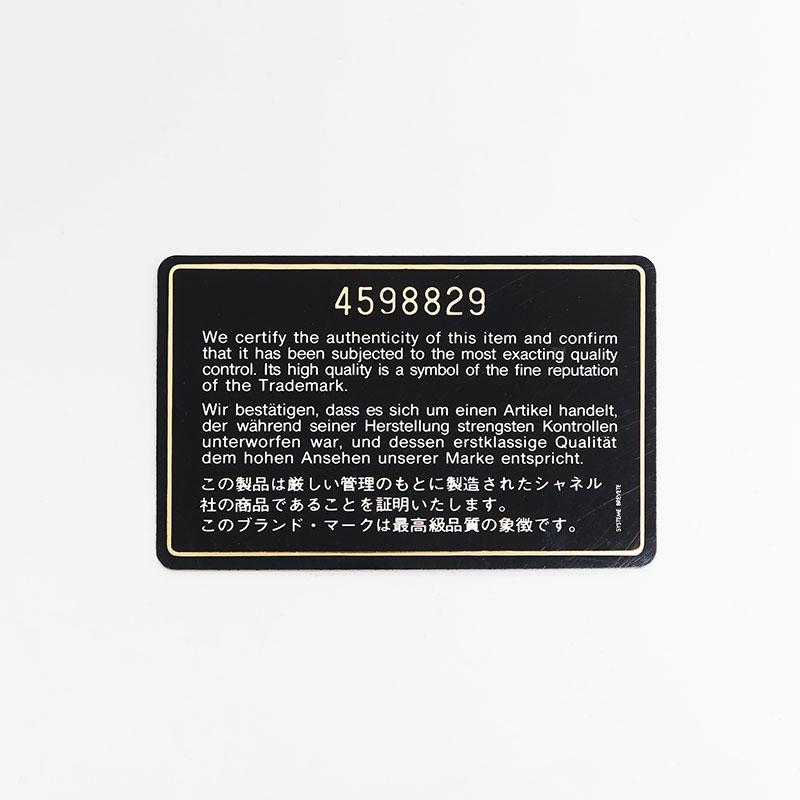 4598829
We certify the authenticity of this item and confirm
that it has been subjected to the most exacting quality
control. Its high quality is a symbol of the fine reputation
of the Trademark.
Wir bestätigen, dass es sich um einen Artikel handelt,
der während seiner Herstellung strengsten Kontrollen
unterworfen war, und dessen erstklassige Qualität
dem hohen Ansehen unserer Marke entspricht.
この製品は厳しい管理のもとに製造されたシャネル
社の商品であることを証明いたします。
このブランド・マークは最高級品質の象徴です。
SYSTEME BREVETE